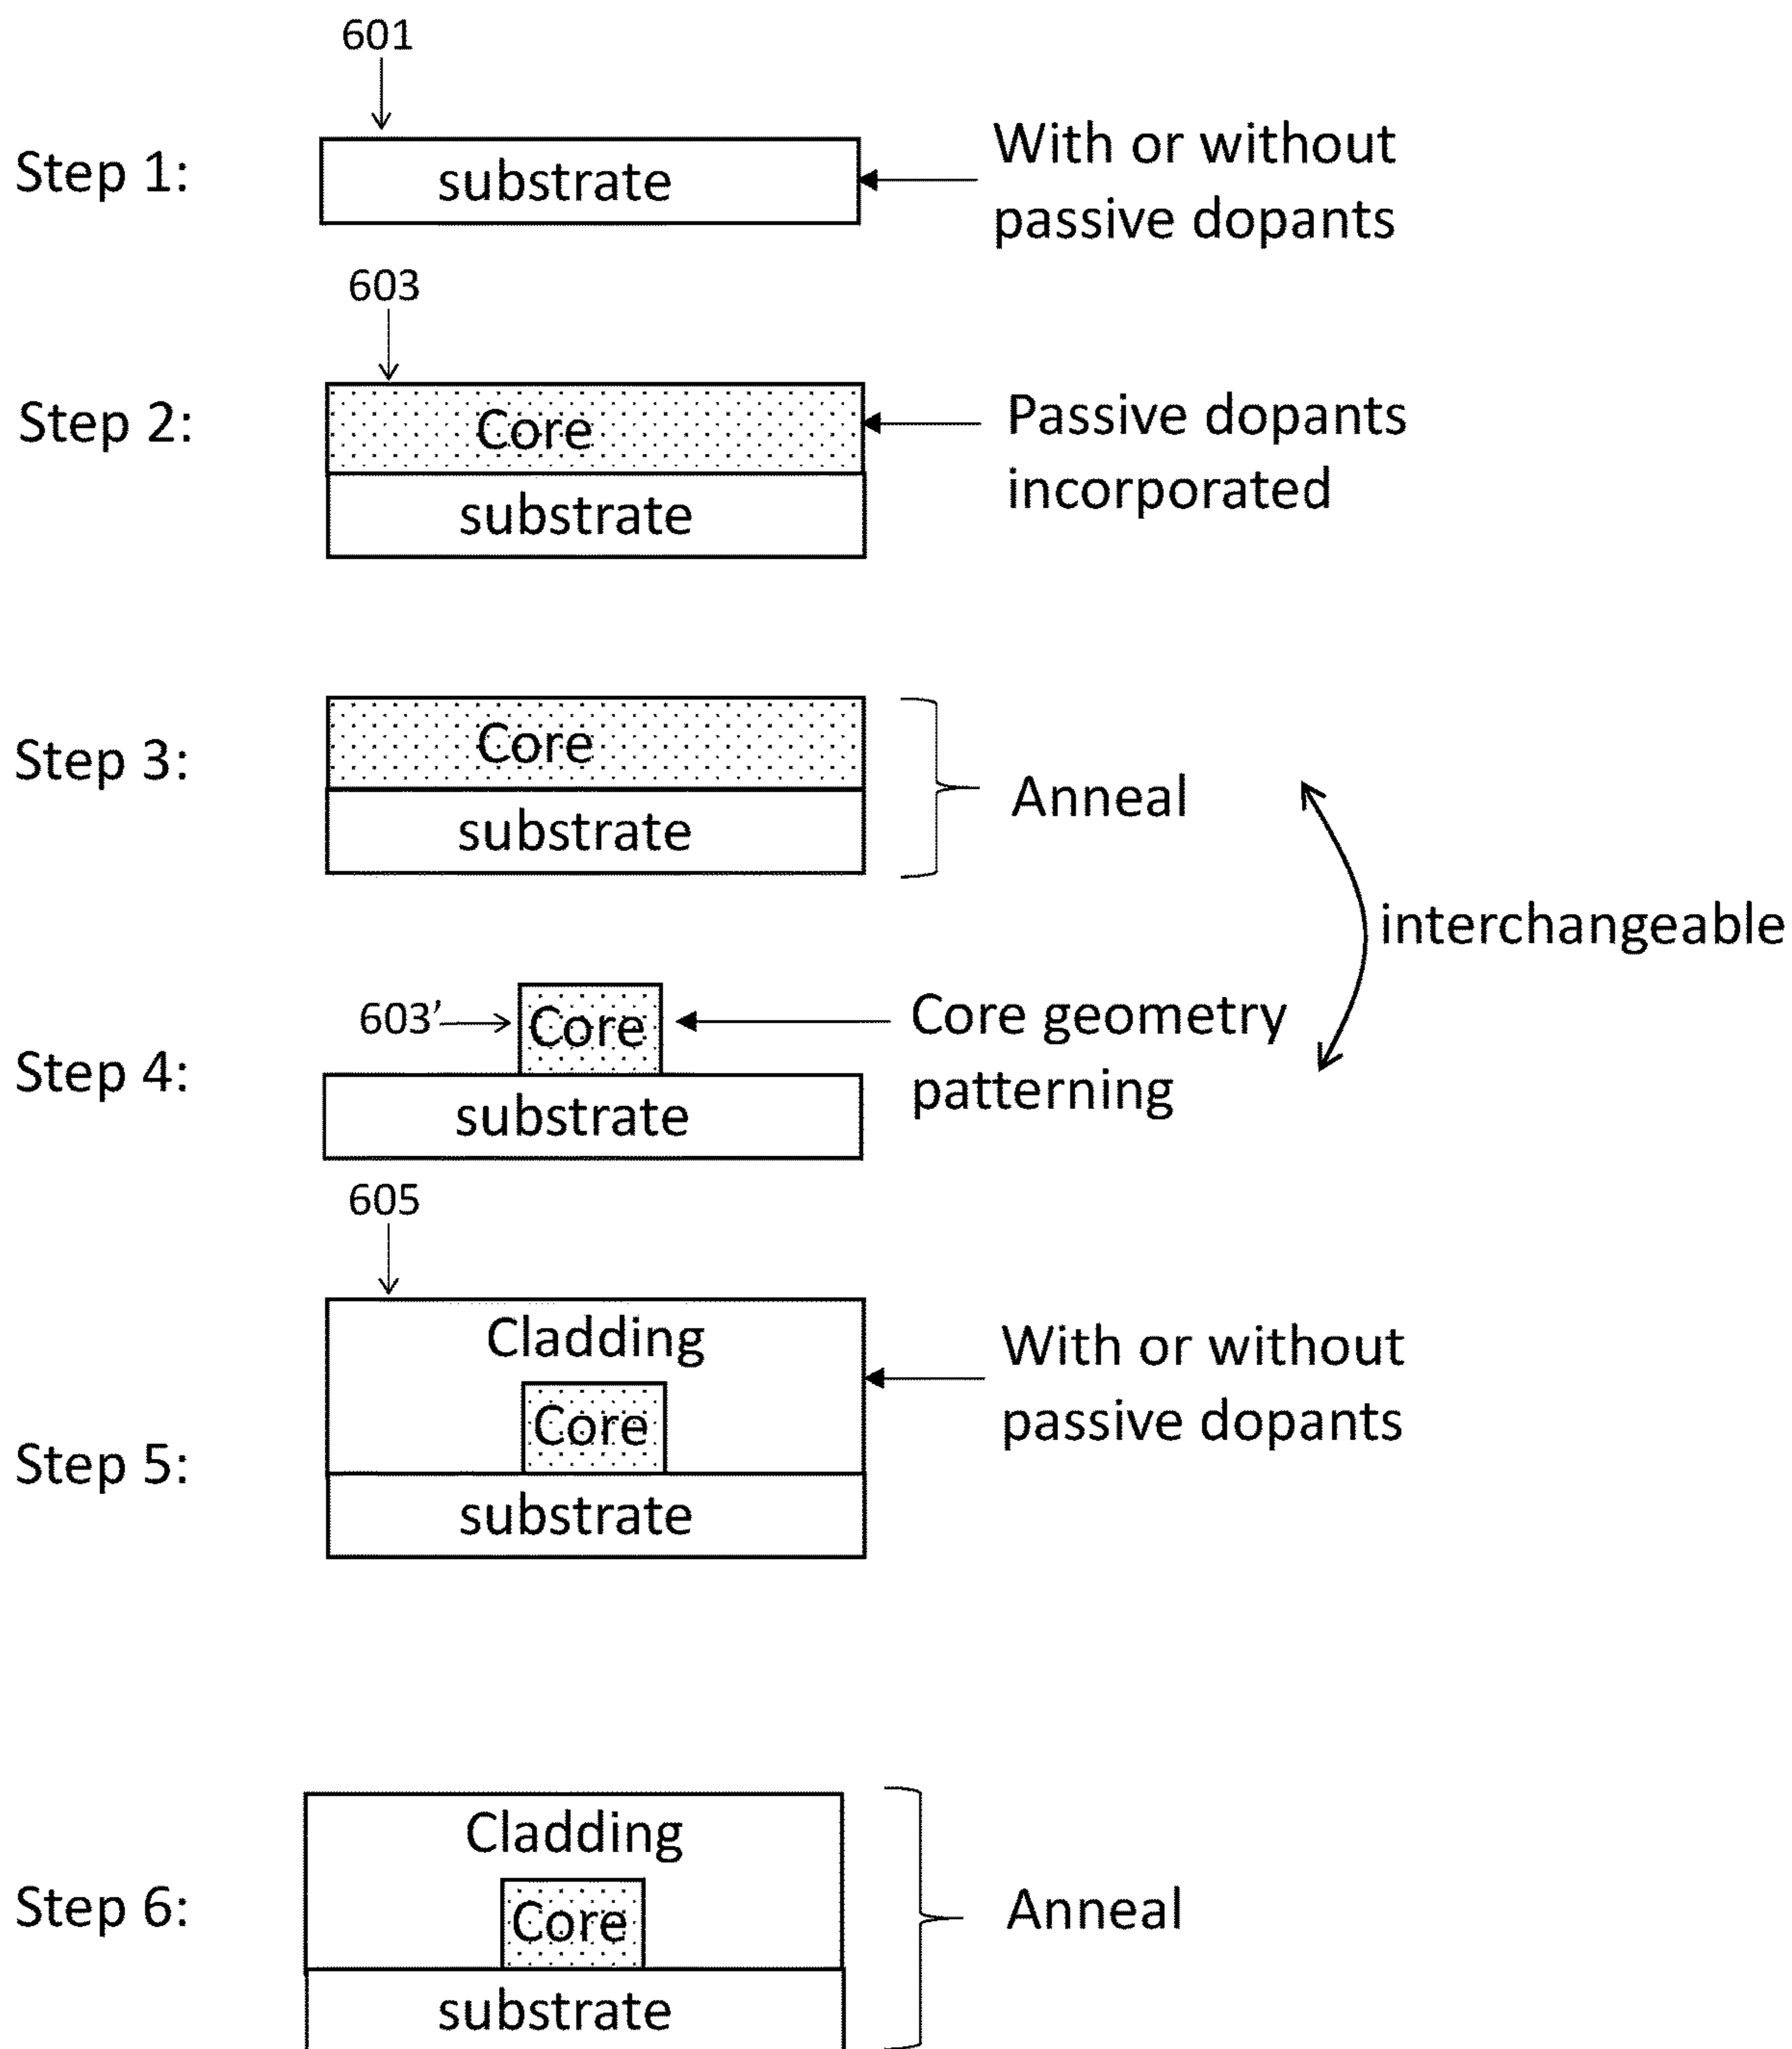 601
Step 1:
substrate
With or without
passive dopants
603
Step 2:
Core
substrate
Passive dopants
incorporated
Step 3:
Core
substrate
Anneal
interchangeable
Step 4:
603’
Core
substrate
Core geometry
patterning
605
Step 5:
Cladding
Core
substrate
With or without
passive dopants
Step 6:
Cladding
Core
substrate
Anneal